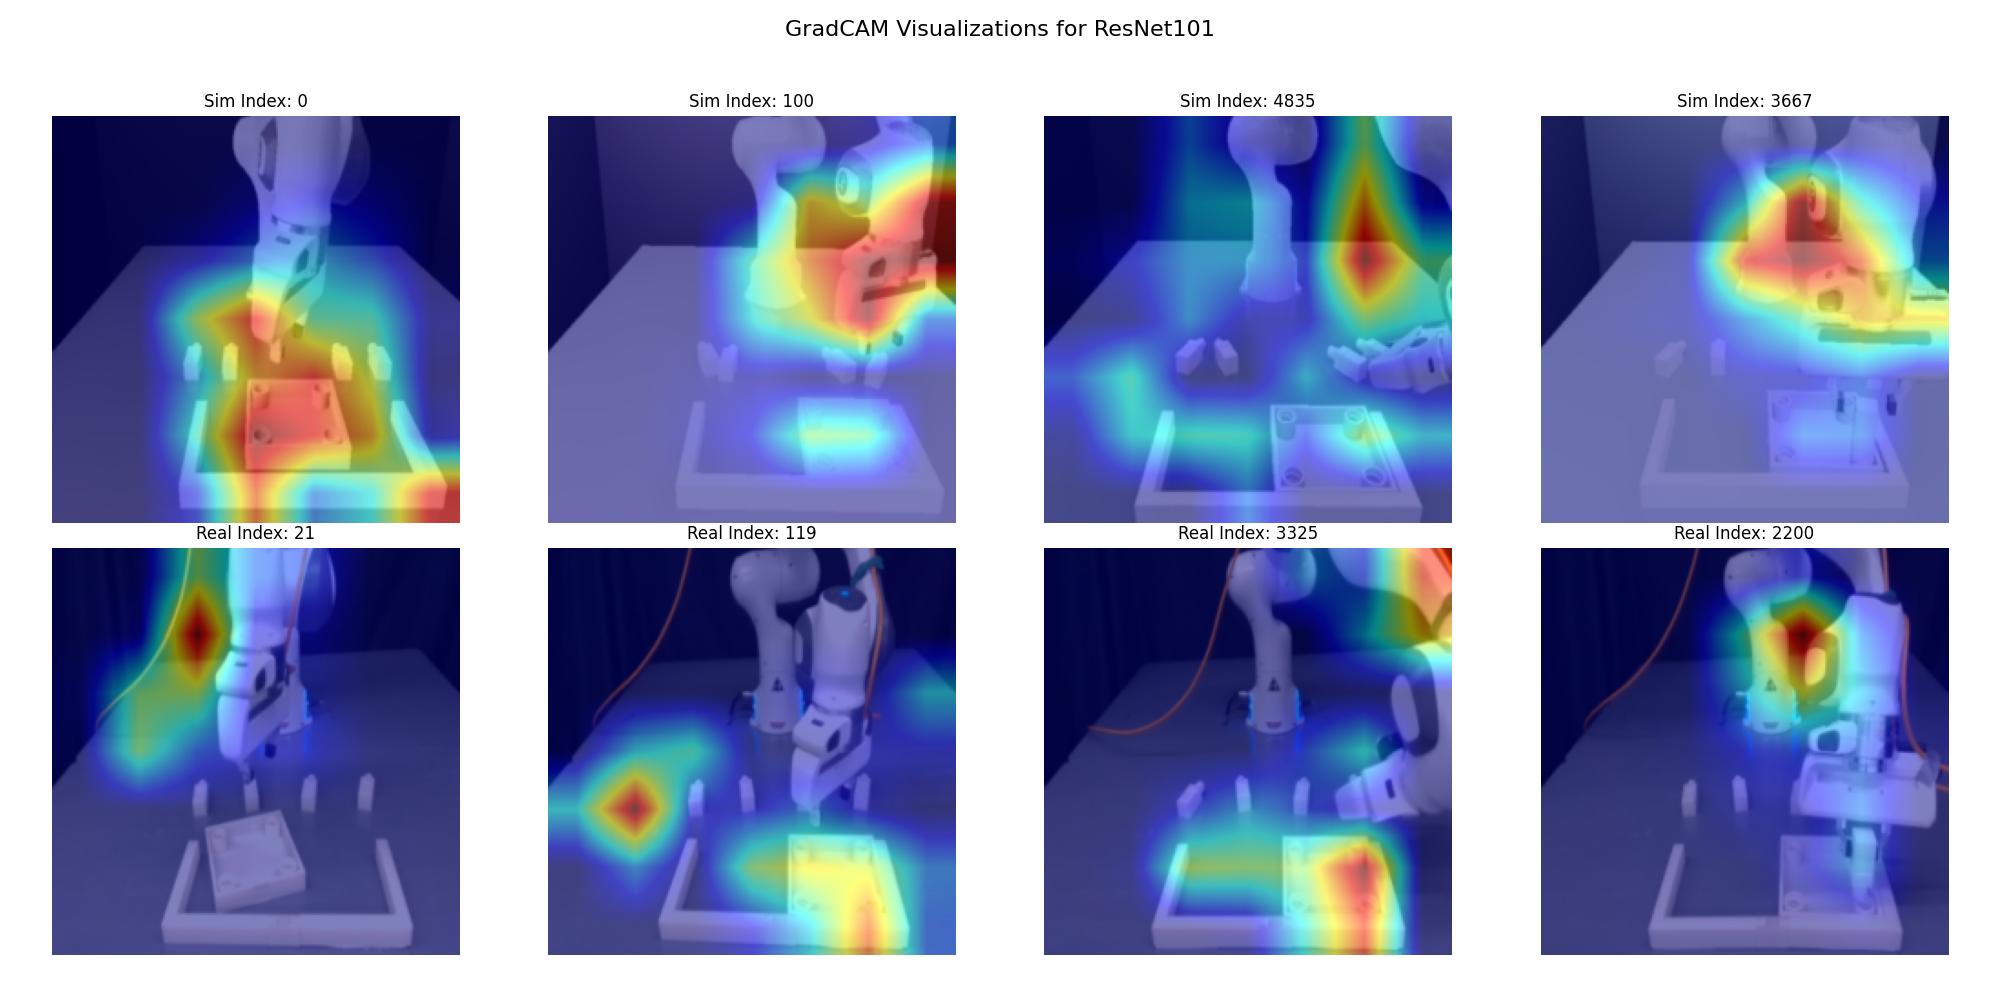 GradCAM Visualizations for ResNet101
Sim Index: 0
Sim Index: 100
Sim Index: 4835
Sim Index: 3667
Real Index: 21
Real Index: 119
Real Index: 3325
Real Index: 2200